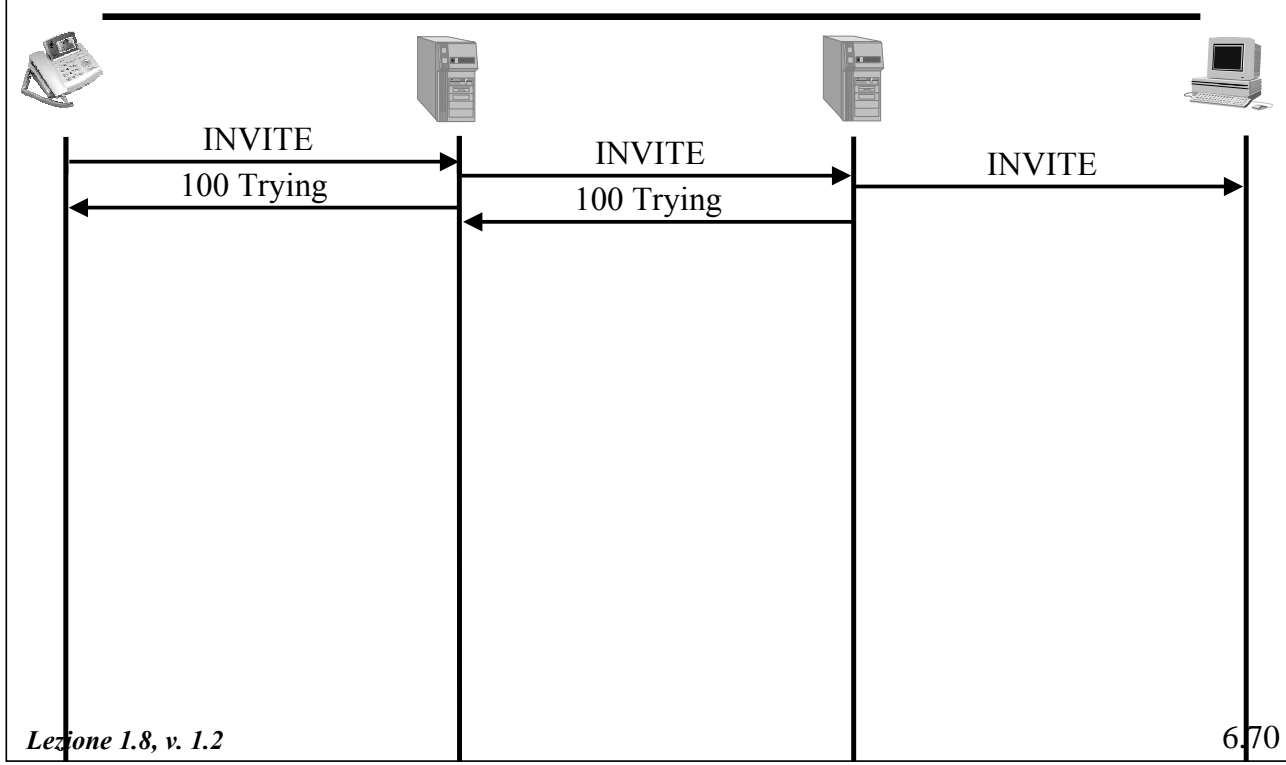 INVITE
INVITE
INVITE
100 Trying
100 Trying
Lezione 1.8, v. 1.2
6.70